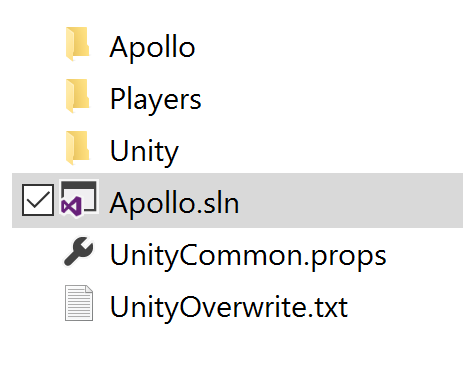 Apollo
Players
Unity
Apollo.sln
UnityCommon.props
UnityOverwrite.txt